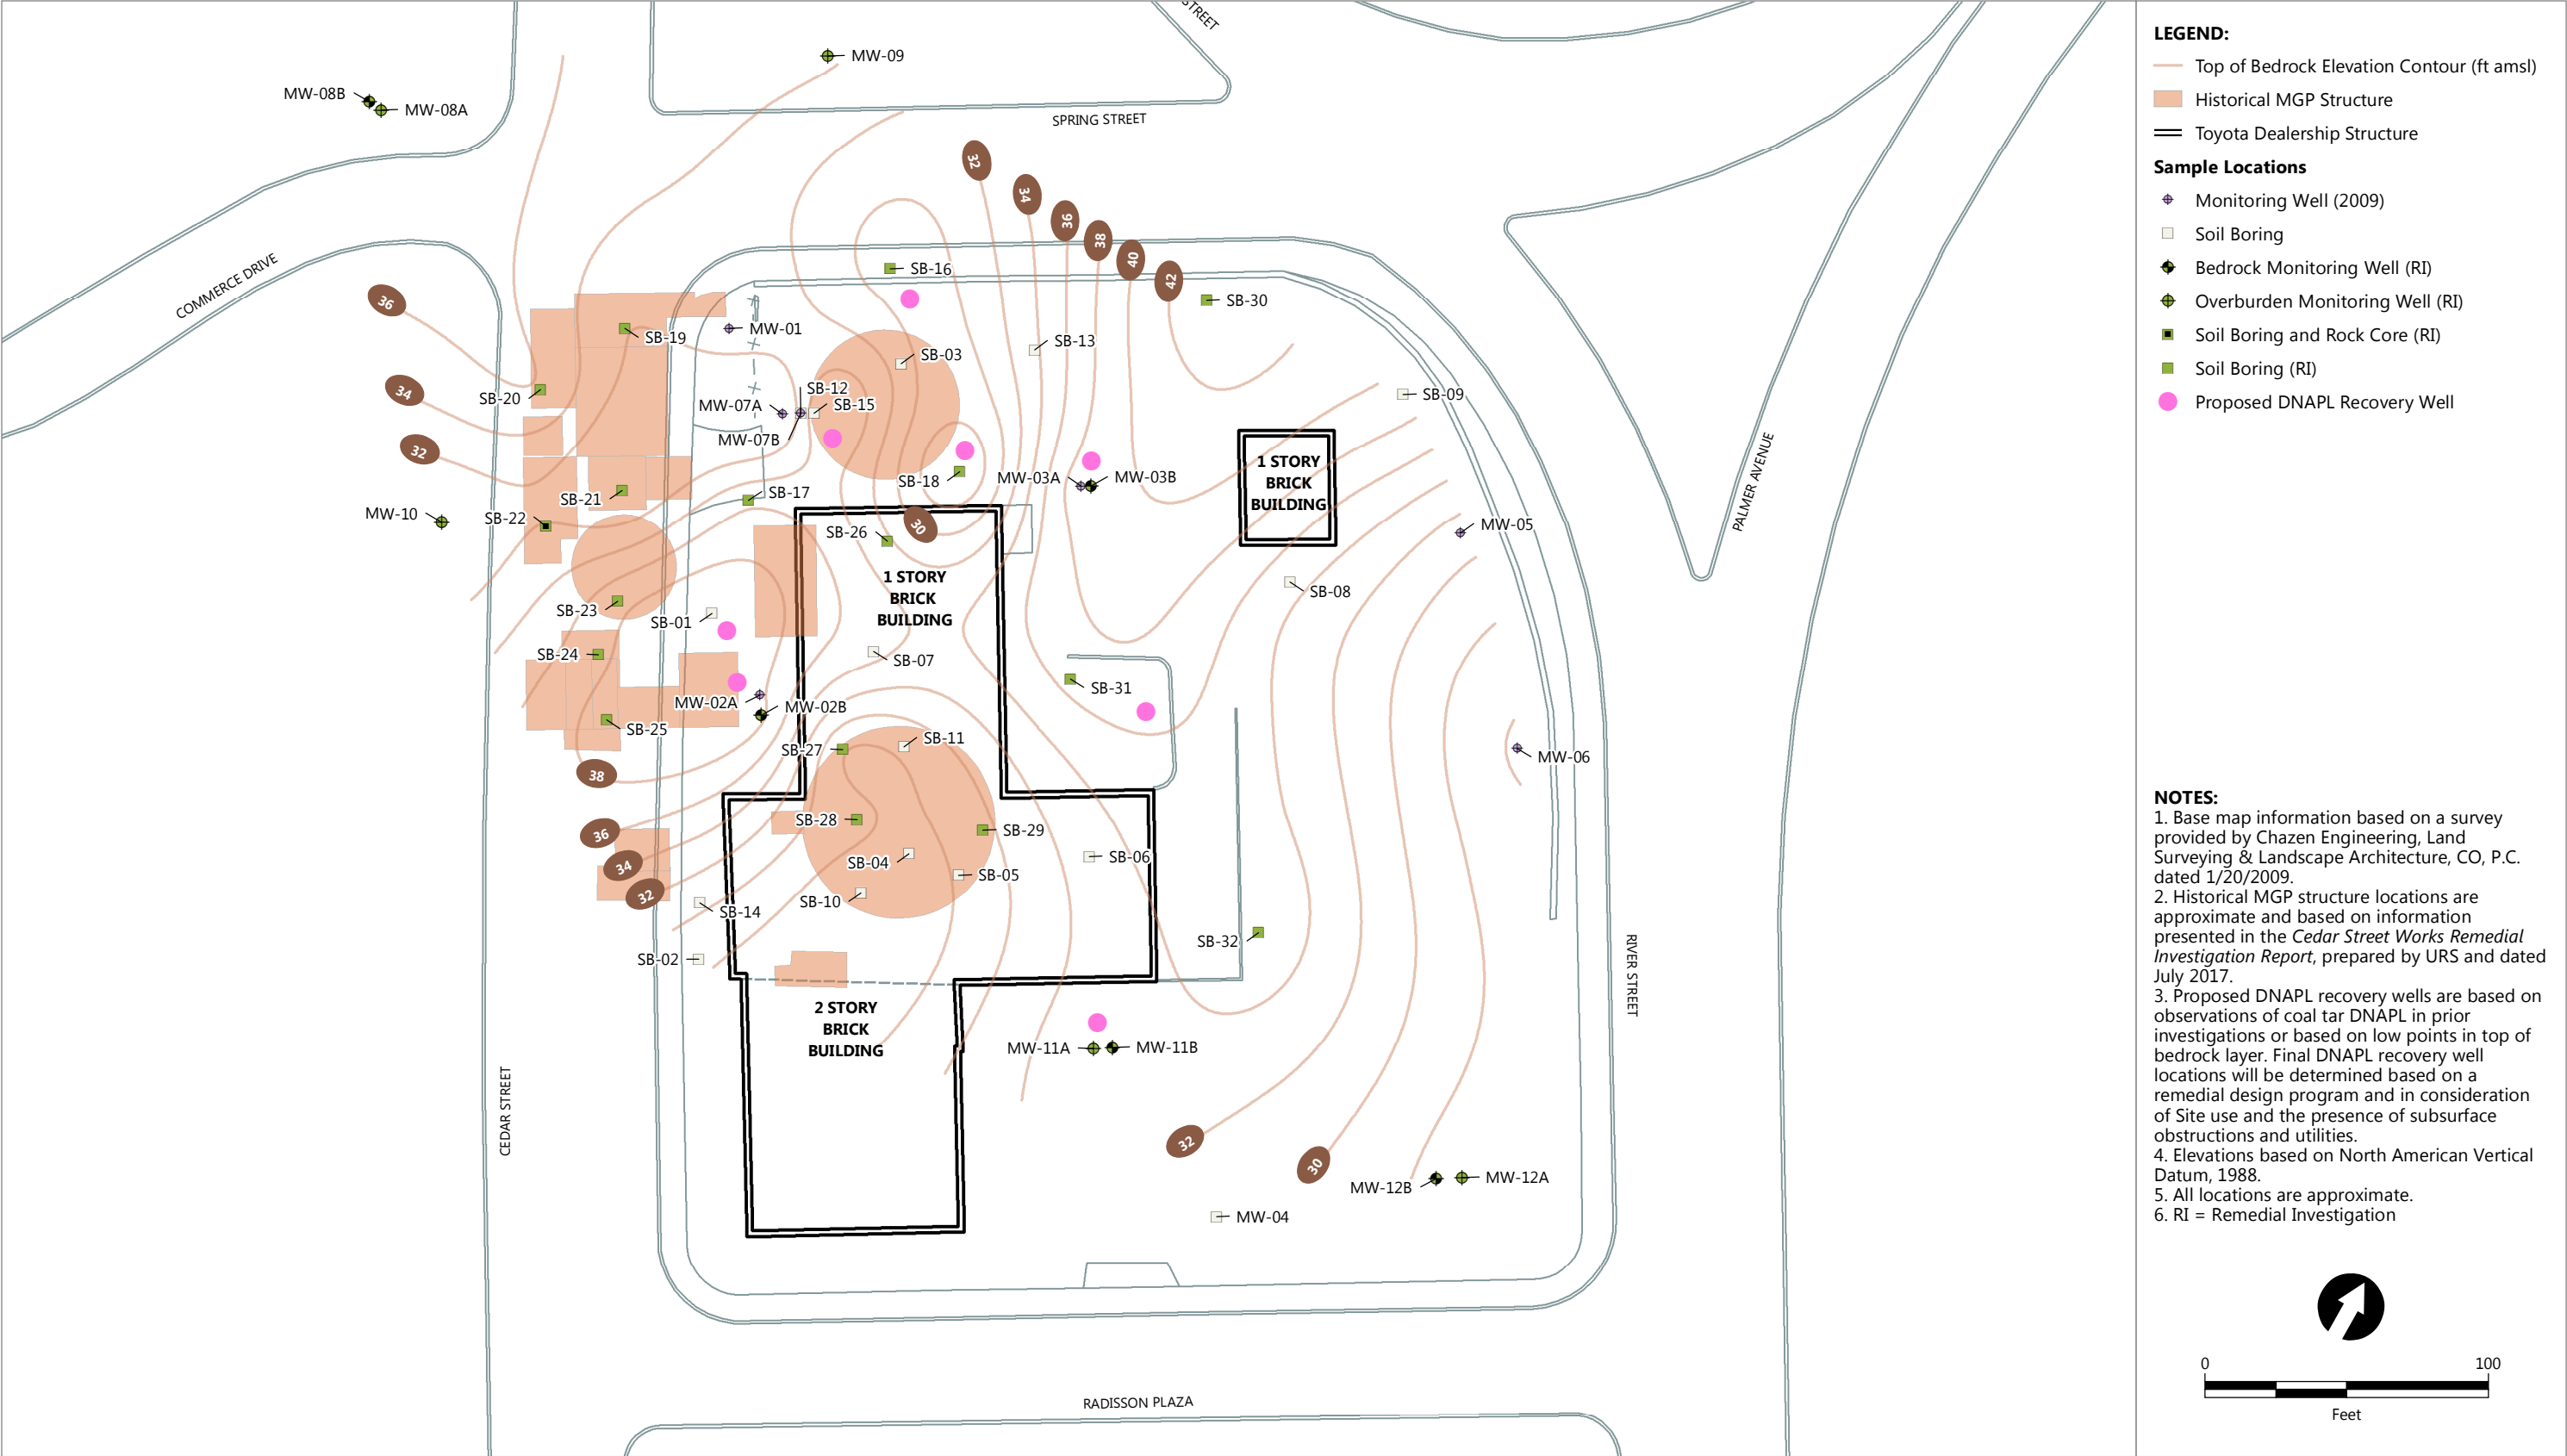 STREET
MW-09
MW-08B
MW-08A
SPRING STREET
32
34
36
38
40
42
COMMERCE DRIVE
SB-16
36
SB-30
MW-01
SB-19
SB-13
SB-03
34
SB-20
SB-12
SB-15
MW-07A
SB-09
32
MW-07B
1 STORY
BRICK
BUILDING
PALMER AVENUE
SB-18
MW-03A
MW-03B
SB-21
SB-17
MW-10
SB-22
30
MW-05
SB-26
1 STORY
BRICK
BUILDING
SB-08
SB-23
SB-01
SB-24
SB-07
SB-31
MW-02A
MW-02B
SB-25
SB-27
SB-11
MW-06
38
SB-28
SB-29
36
SB-04
SB-06
34
SB-05
32
SB-10
SB-14
SB-32
SB-02
RIVER STREET
2 STORY
BRICK
BUILDING
MW-11A
MW-11B
CEDAR STREET
32
30
MW-12B
MW-12A
MW-04
RADISSON PLAZA
LEGEND:
Top of Bedrock Elevation Contour (ft amsl)
Historical MGP Structure
Toyota Dealership Structure
Sample Locations
Monitoring Well (2009)
Soil Boring
Bedrock Monitoring Well (RI)
Overburden Monitoring Well (RI)
Soil Boring and Rock Core (RI)
Soil Boring (RI)
Proposed DNAPL Recovery Well
NOTES:
1. Base map information based on a survey
provided by Chazen Engineering, Land
Surveying & Landscape Architecture, CO, P.C.
dated 1/20/2009.
2. Historical MGP structure locations are
approximate and based on information
presented in the Cedar Street Works Remedial
Investigation Report, prepared by URS and dated
July 2017.
3. Proposed DNAPL recovery wells are based on
observations of coal tar DNAPL in prior
investigations or based on low points in top of
bedrock layer. Final DNAPL recovery well
locations will be determined based on a
remedial design program and in consideration
of Site use and the presence of subsurface
obstructions and utilities.
4. Elevations based on North American Vertical
Datum, 1988.
5. All locations are approximate.
6. RI = Remedial Investigation
0 100
Feet